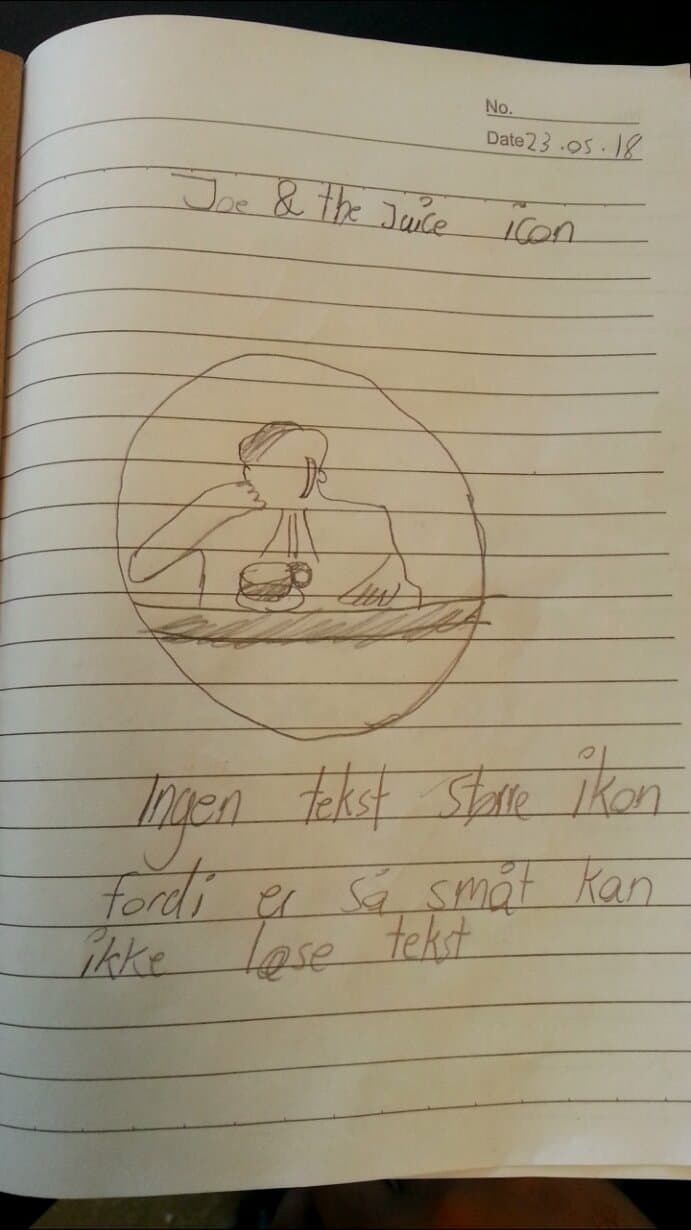 No.
Date 23.05.18
Joe & the Juice icon
Ingen tekst større ikon
fordi er så småt kan
ikke læse tekst